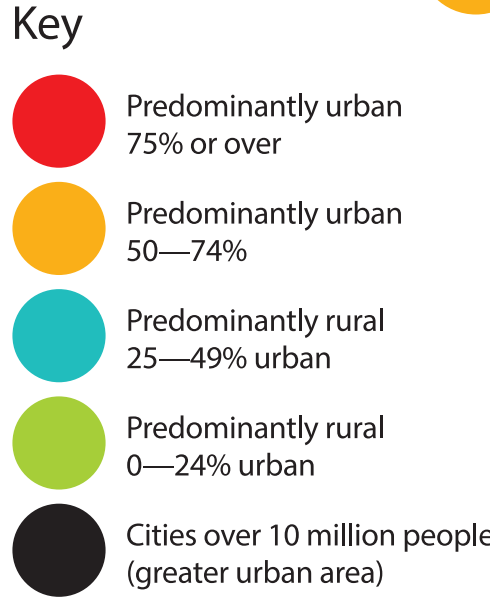 Key
Predominantly urban
75% or over
Predominantly urban
50—74%
Predominantly rural
25—49% urban
Predominantly rural
0—24% urban
Cities over 10 million people
(greater urban area)